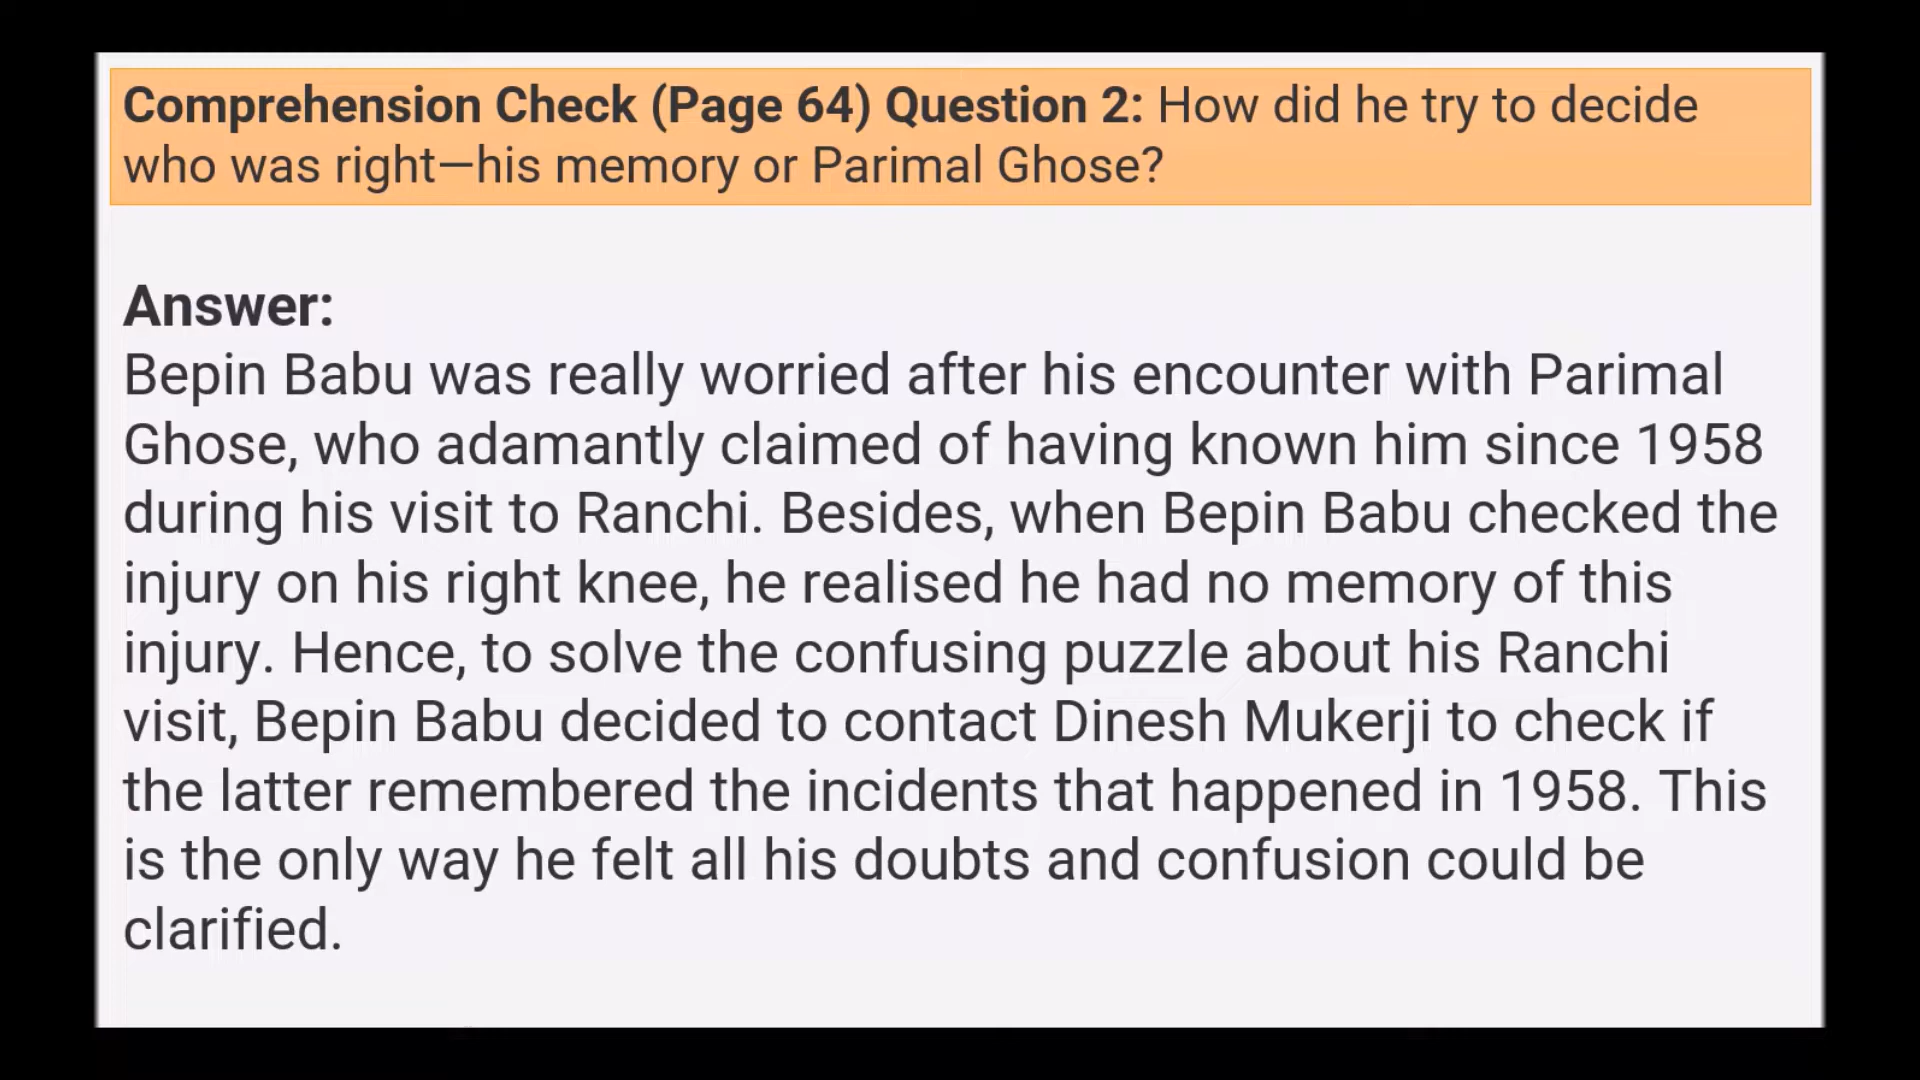 Comprehension Check (Page 64) Question 2: How did he try to decide
who was right—his memory or Parimal Ghose?
Answer:
Bepin Babu was really worried after his encounter with Parimal
Ghose, who adamantly claimed of having known him since 1958
during his visit to Ranchi. Besides, when Bepin Babu checked the
injury on his right knee, he realised he had no memory of this
injury. Hence, to solve the confusing puzzle about his Ranchi
visit, Bepin Babu decided to contact Dinesh Mukerji to check if
the latter remembered the incidents that happened in 1958. This
is the only way he felt all his doubts and confusion could be
clarified.